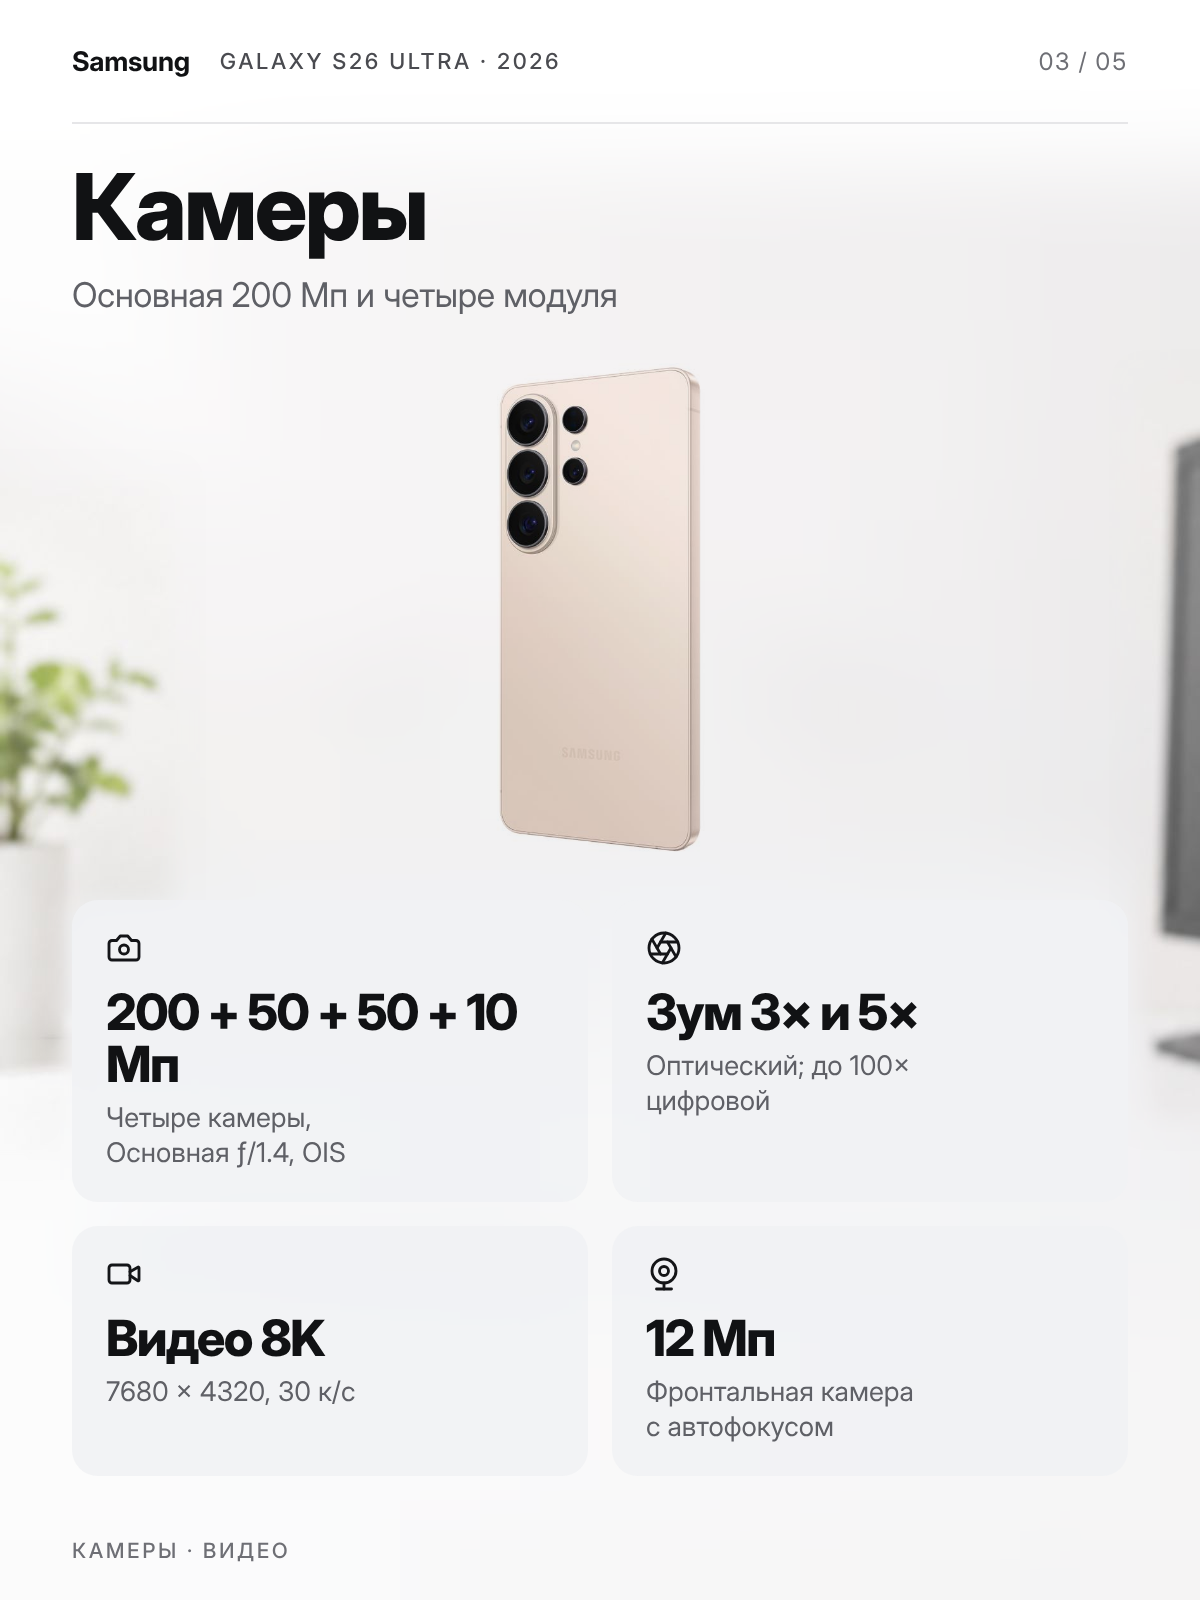 Samsung GALAXY S26 ULTRA · 2026 03 / 05
Камеры
Основная 200 Мп и четыре модуля
SAMSUNG
200 + 50 + 50 + 10
Мп
Четыре камеры,
Основная ƒ/1.4, OIS
Зум 3× и 5×
Оптический; до 100×
цифровой
Видео 8K
7680 × 4320, 30 к/с
12 Мп
Фронтальная камера
с автофокусом
КАМЕРЫ · ВИДЕО